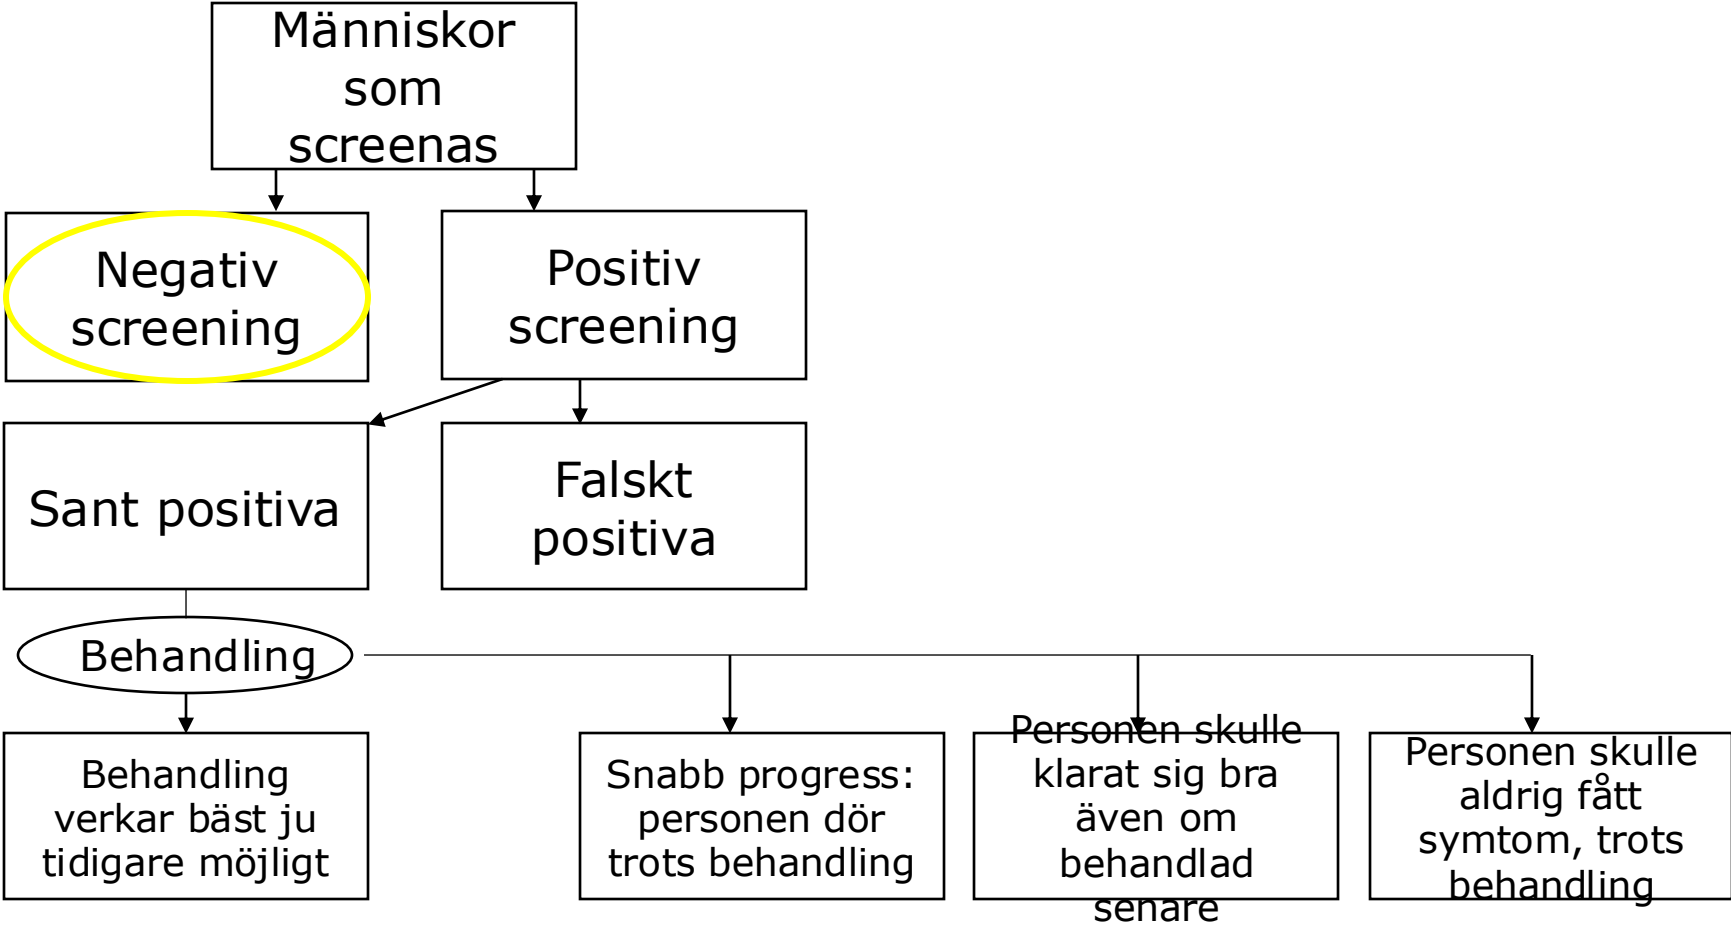 Människor
som
screenas
Negativ
screening
Positiv
screening
Sant positiva
Falskt
positiva
Behandling
Behandling
verkar bäst ju
tidigare möjligt
Snabb progress:
personen dör
trots behandling
Personen skulle
klarat sig bra
även om
behandlad
senare
Personen skulle
aldrig fått
symtom, trots
behandling